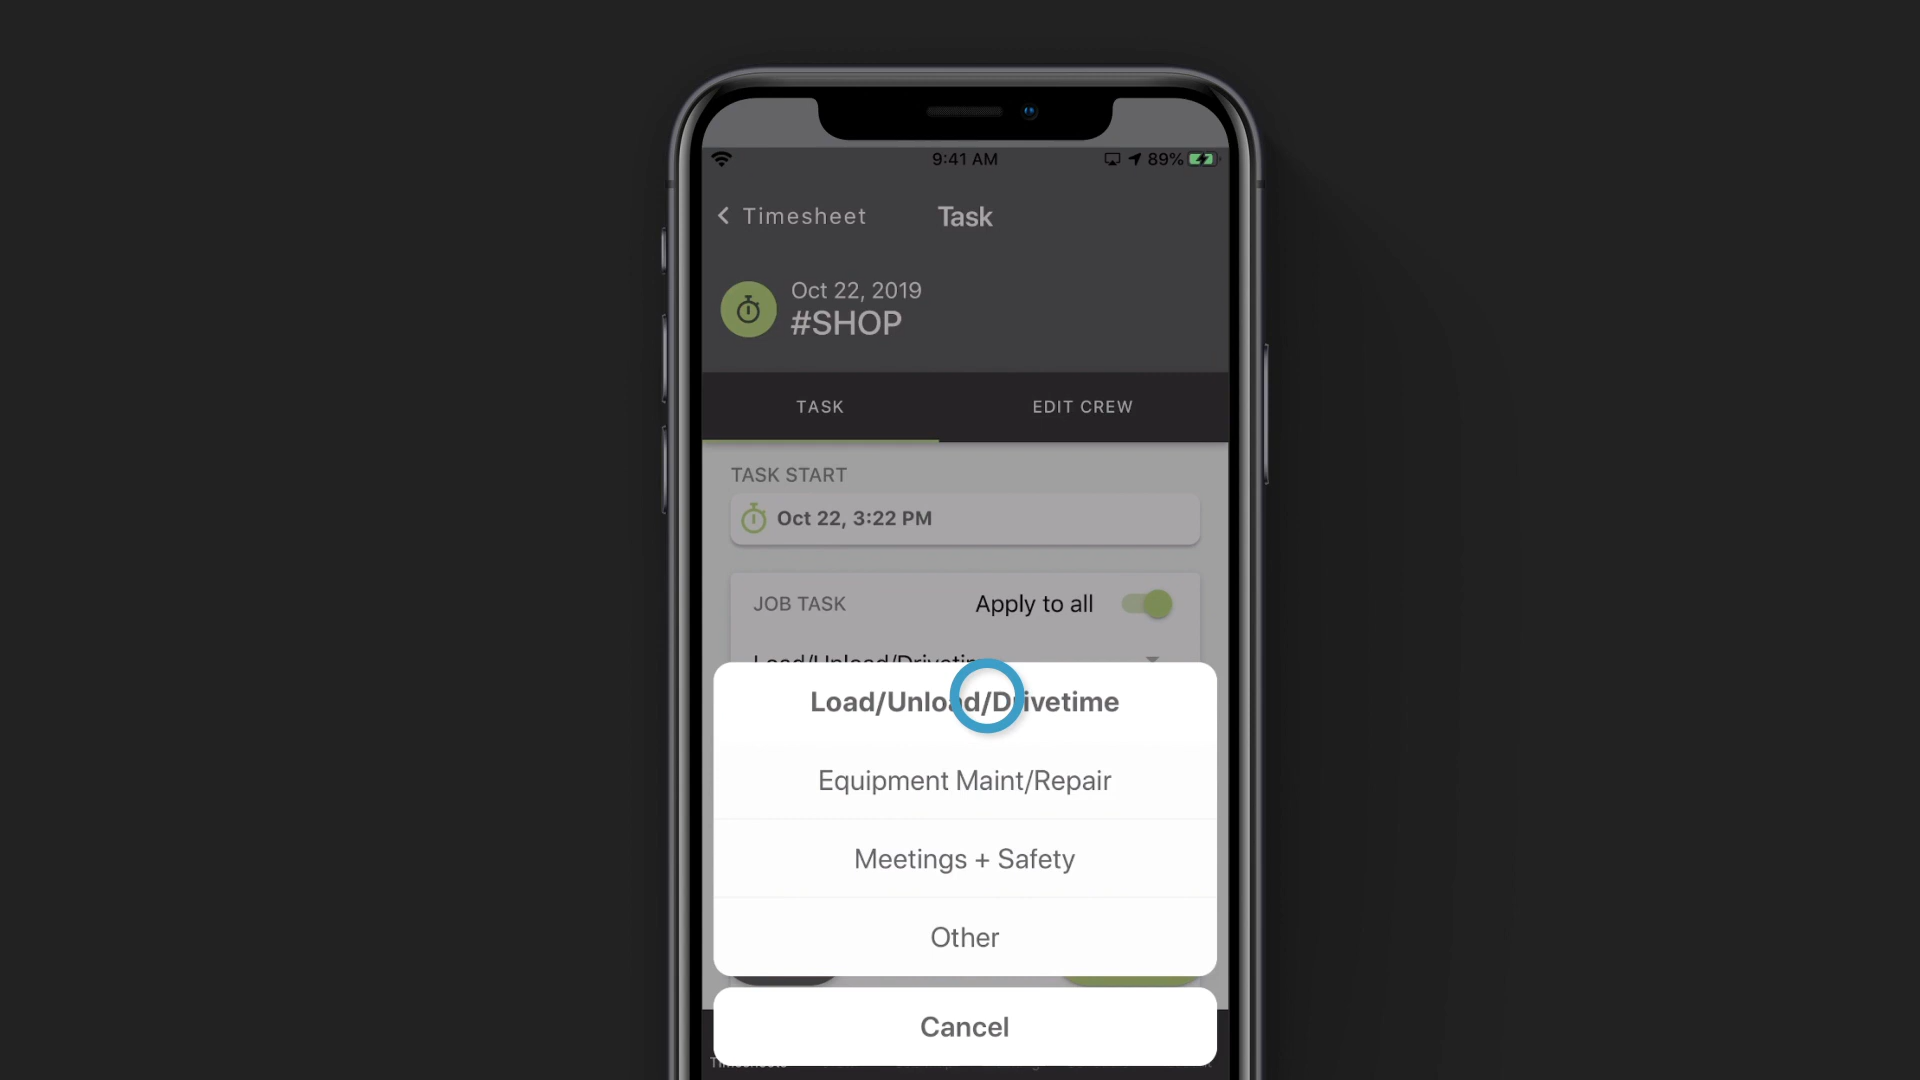 9:41 AM
89%
Timesheet
Task
Oct 22, 2019
#SHOP
TASK
EDIT CREW
TASK START
Oct 22, 3:22 PM
JOB TASK
Apply to all
Load/Unload/Drivetime
Equipment Maint/Repair
Meetings + Safety
Other
Cancel